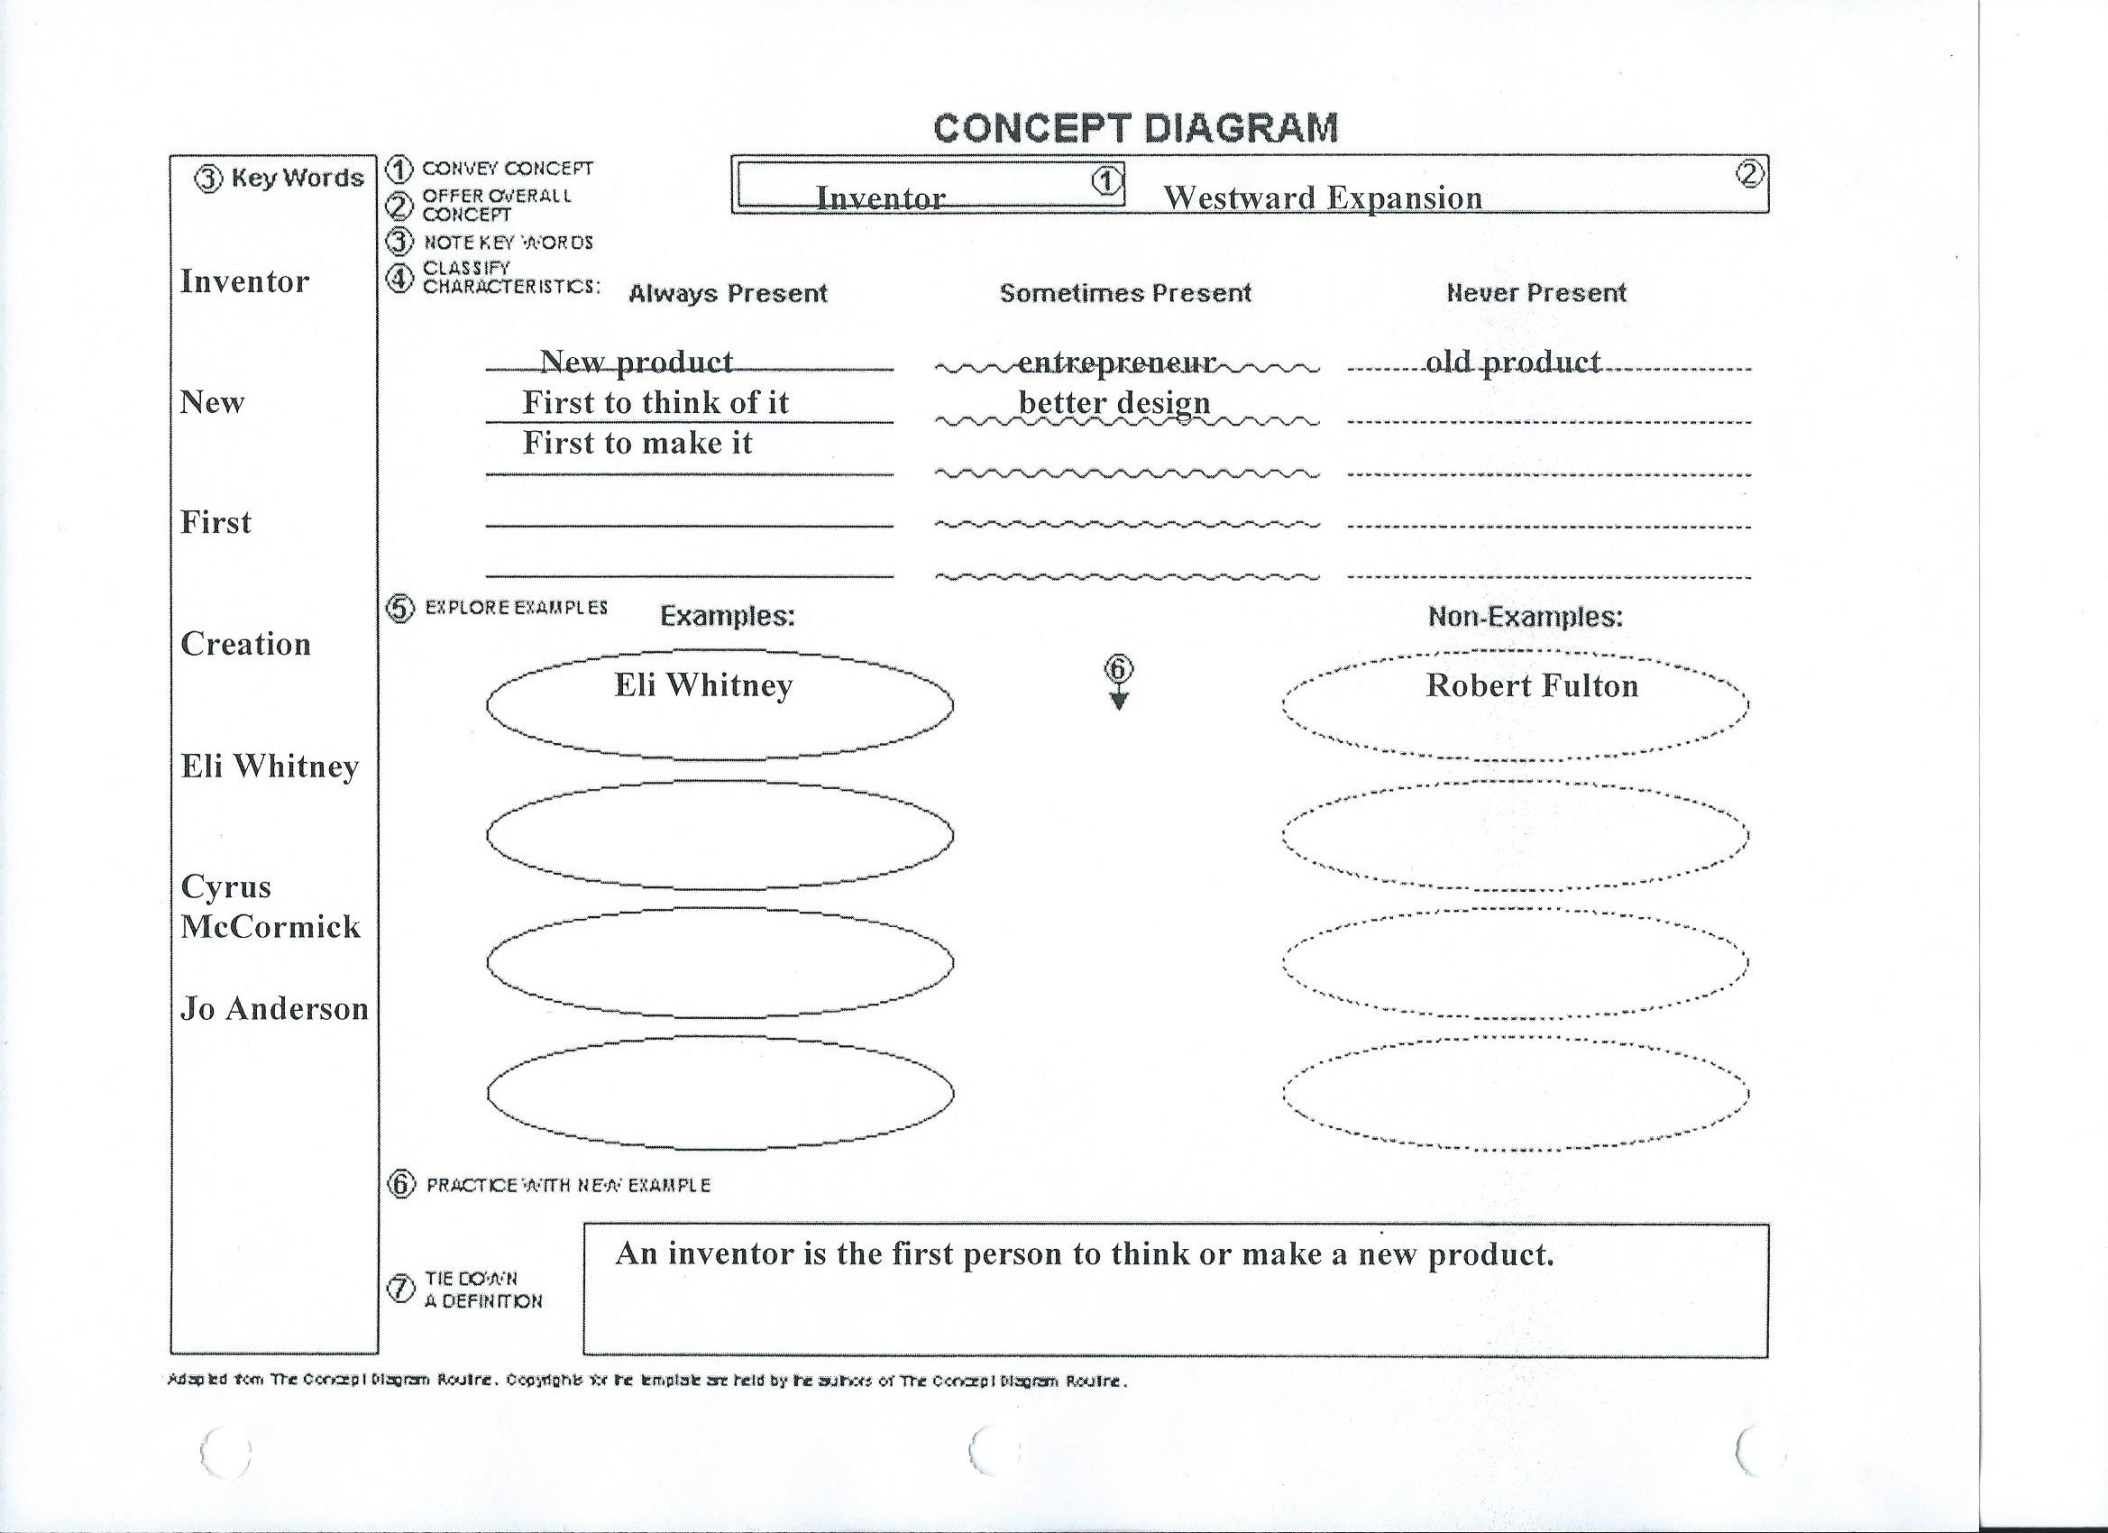 CONCEPT DIAGRAM
③ Key Words
Inventor
New
First
Creation
Eli Whitney
Cyrus
McCormick
Jo Anderson
① CONVEY CONCEPT
② OFFER OVERALL
CONCEPT
③ NOTE KEY WORDS
④ CLASSIFY
CHARACTERISTICS:
Inventor ①
Westward Expansion ②
Always Present
New product
First to think of it
First to make it
Sometimes Present
entrepreneur
better design
Never Present
old product
⑤ EXPLORE EXAMPLES
Examples:
Eli Whitney
⑥
Non-Examples:
Robert Fulton
⑥ PRACTICE WITH NEW EXAMPLE
⑦ TIE DOWN
A DEFINITION
An inventor is the first person to think or make a new product.
Adapted from The Concept Diagram Routine. Copyrights for the template are held by the authors of The Concept Diagram Routine.